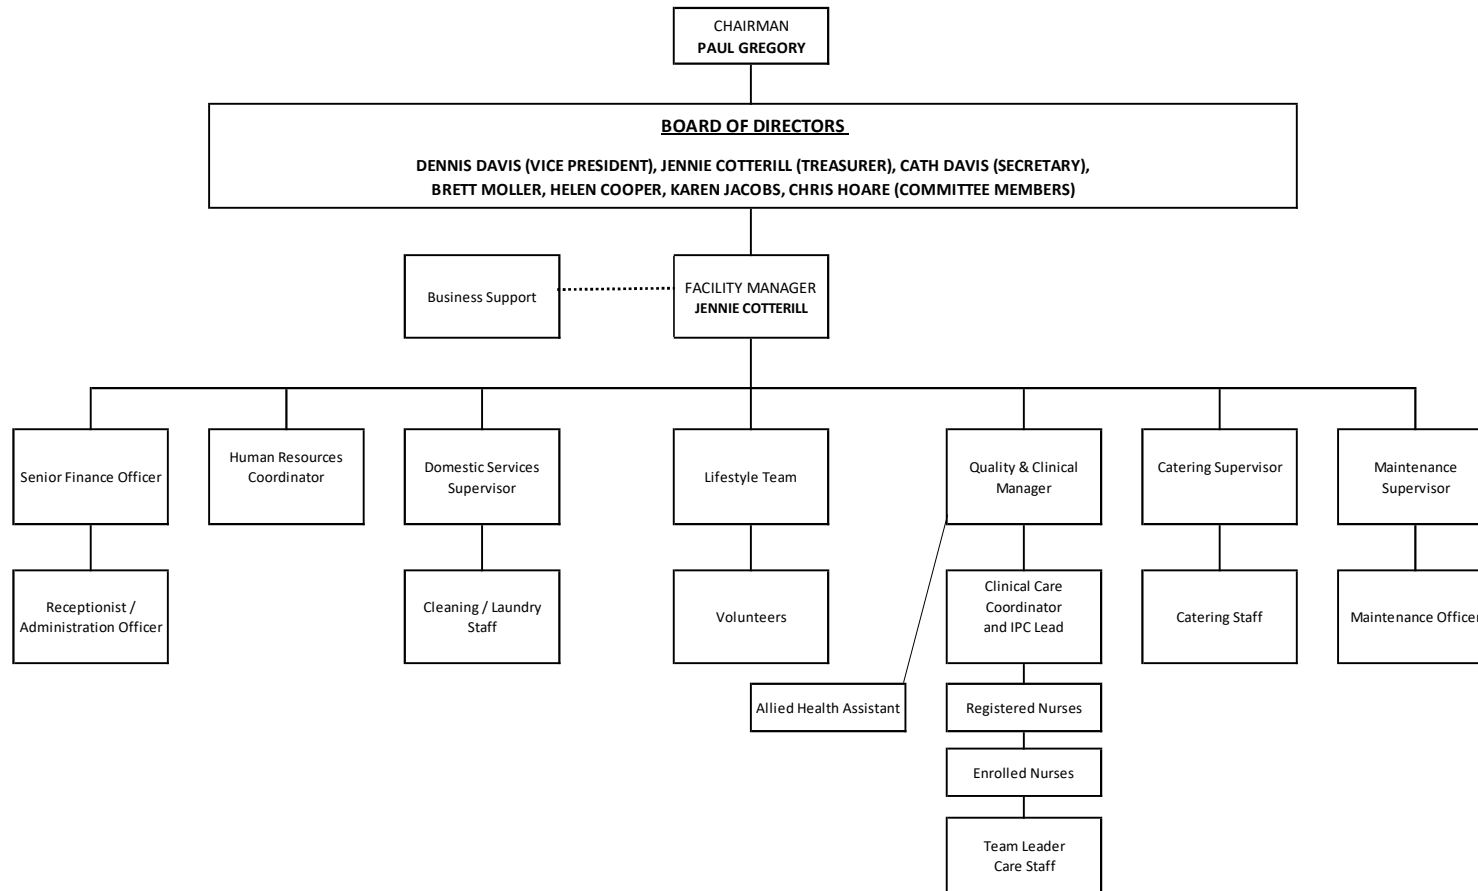 CHAIRMAN
PAUL GREGORY
BOARD OF DIRECTORS
DENNIS DAVIS (VICE PRESIDENT), JENNIE COTTERILL (TREASURER), CATH DAVIS (SECRETARY),
BRETT MOLLER, HELEN COOPER, KAREN JACOBS, CHRIS HOARE (COMMITTEE MEMBERS)
Business Support
FACILITY MANAGER
JENNIE COTTERILL
Senior Finance Officer
Human Resources
Coordinator
Domestic Services
Supervisor
Lifestyle Team
Quality & Clinical
Manager
Catering Supervisor
Maintenance
Supervisor
Receptionist /
Administration Officer
Cleaning / Laundry
Staff
Volunteers
Clinical Care
Coordinator
and IPC Lead
Catering Staff
Maintenance Officer
Allied Health Assistant
Registered Nurses
Enrolled Nurses
Team Leader
Care Staff